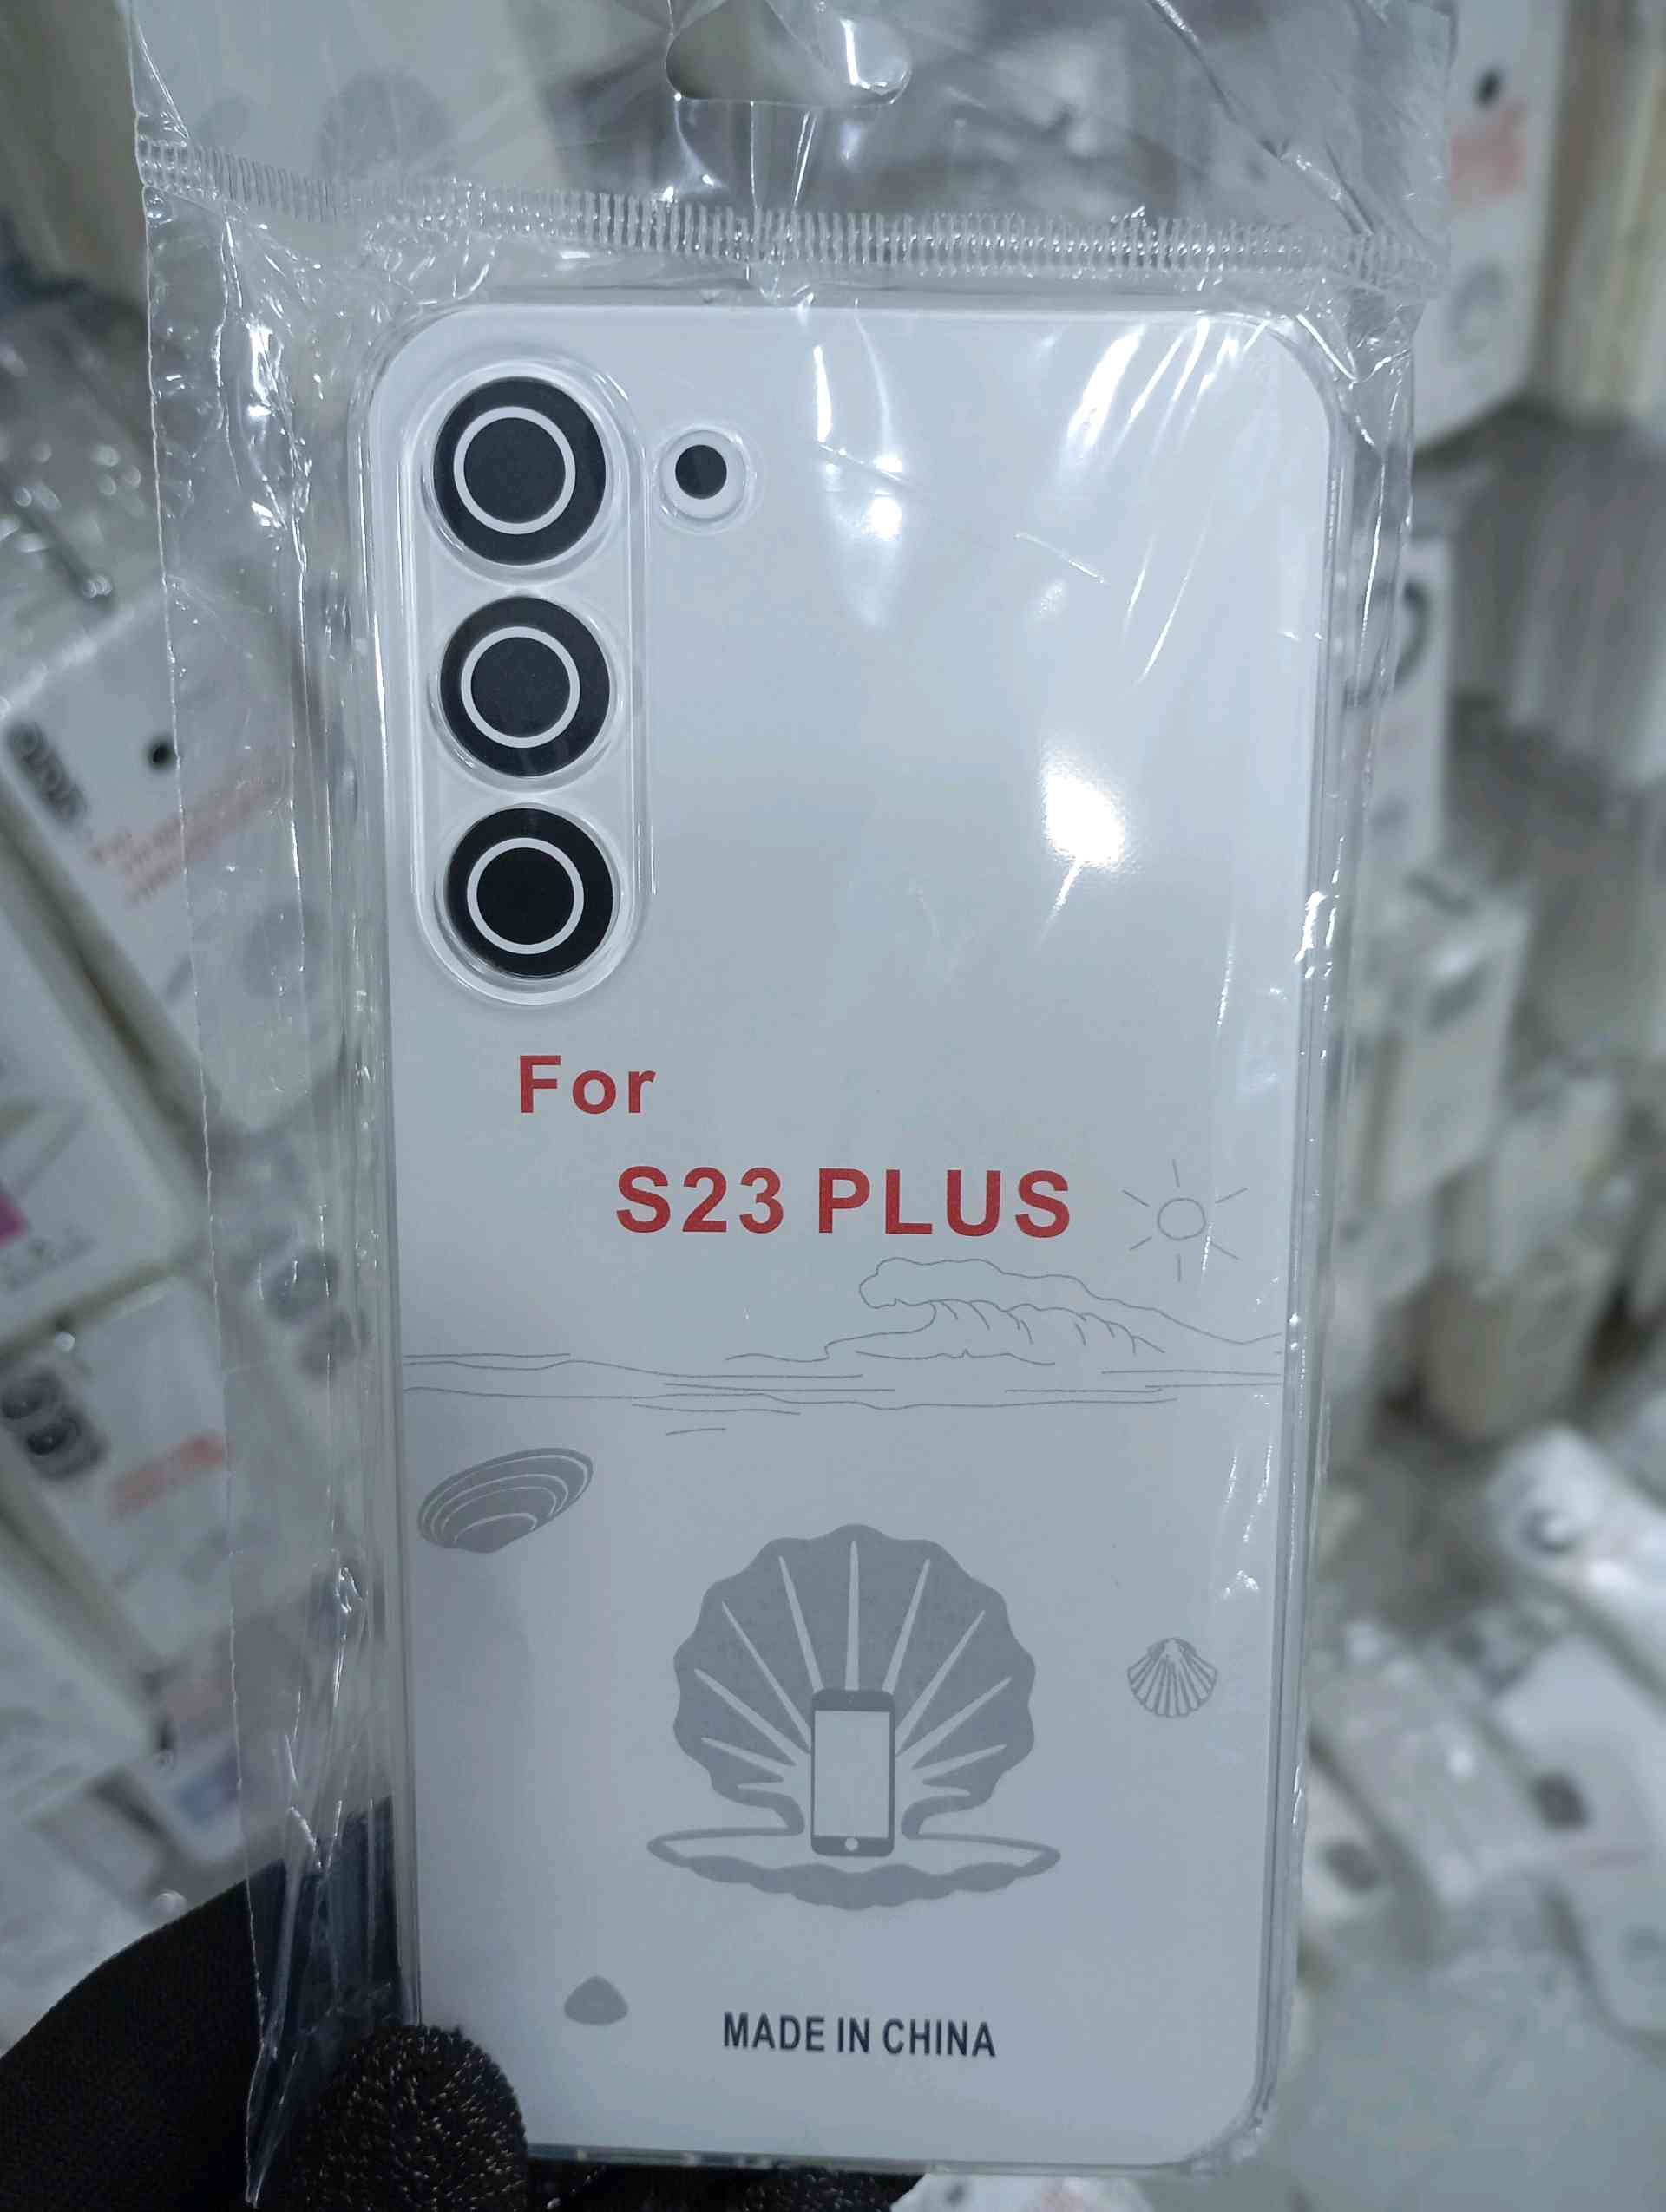 For
S23 PLUS
MADE IN CHINA